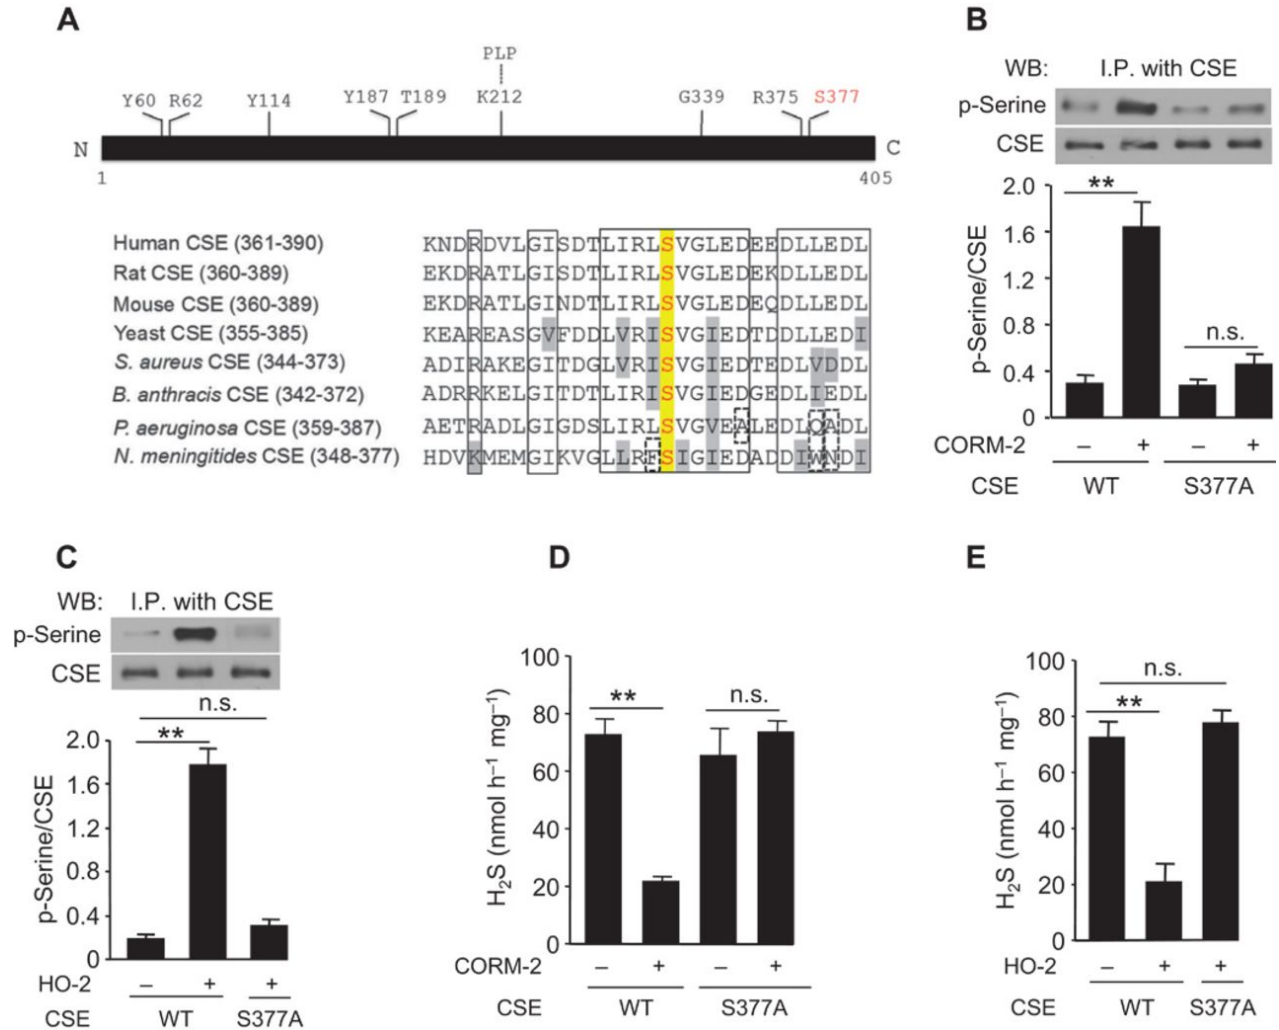 A
PLP
Y60 R62 Y114 Y187 T189 K212 G339 R375 S377
N C
1 405
Human CSE (361-390) KNDRDVLGISDTLIRLSVGLEDEEDLLEDL
Rat CSE (360-389) EKDRATLGISDTLIRLSVGLEDEKDLLEDL
Mouse CSE (360-389) EKDRATLGINDTLIRLSVGLEDEQDLLEDL
Yeast CSE (355-385) KEAREASGVFDDLVRISVGIEDTDDLLEDI
S. aureus CSE (344-373) ADIRAKEGITDGLVRISVGIEDTEDLVDDL
B. anthracis CSE (342-372) ADRRKELGITDTLIRISVGIEDGEDLIEDL
P. aeruginosa CSE (359-387) AETRADLGIGDSLIRLSVGVEALEDLQADL
N. meningitides CSE (348-377) HDVKMEMGIKVGLLRFSIGIEDADDIWNDI
B
WB: I.P. with CSE
p-Serine
CSE
2.0
**
1.6
1.2
0.8
n.s.
0.4
0
p-Serine/CSE
CORM-2 – + – +
CSE WT S377A
C
WB: I.P. with CSE
p-Serine
CSE
n.s.
2.0
**
1.6
1.2
0.8
0.4
0
p-Serine/CSE
HO-2 – + +
CSE WT S377A
D
100
80
** n.s.
60
40
20
0
H2S (nmol h–1 mg–1)
CORM-2 – + – +
CSE WT S377A
E
100
n.s.
80
**
60
40
20
0
H2S (nmol h–1 mg–1)
HO-2 – + +
CSE WT S377A